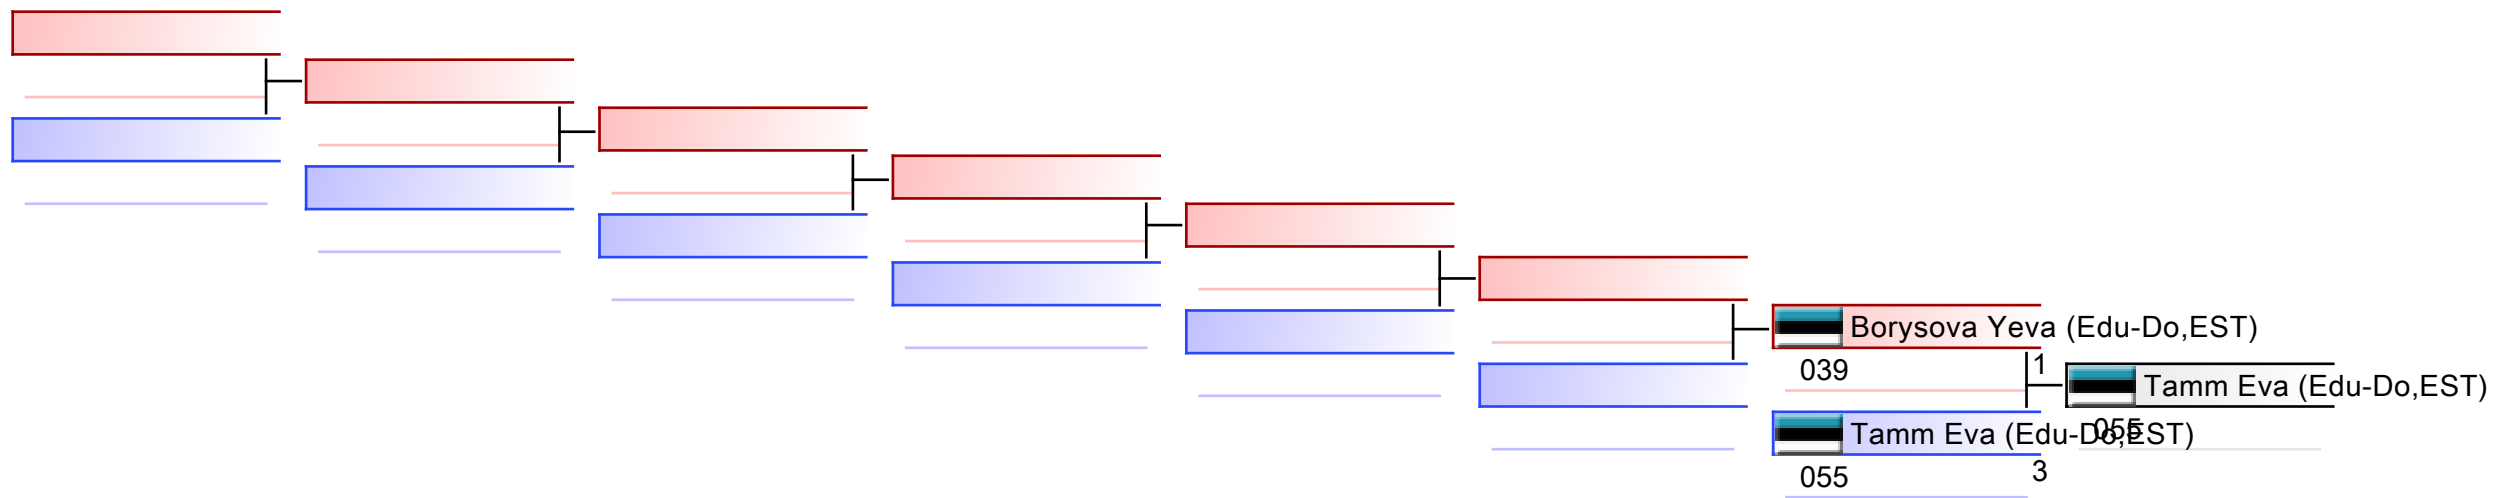 Borysova Yeva (Edu-Do,EST)
039
1
Tamm Eva (Edu-Do,EST)
055
Tamm Eva (Edu-Do,EST)
055
3